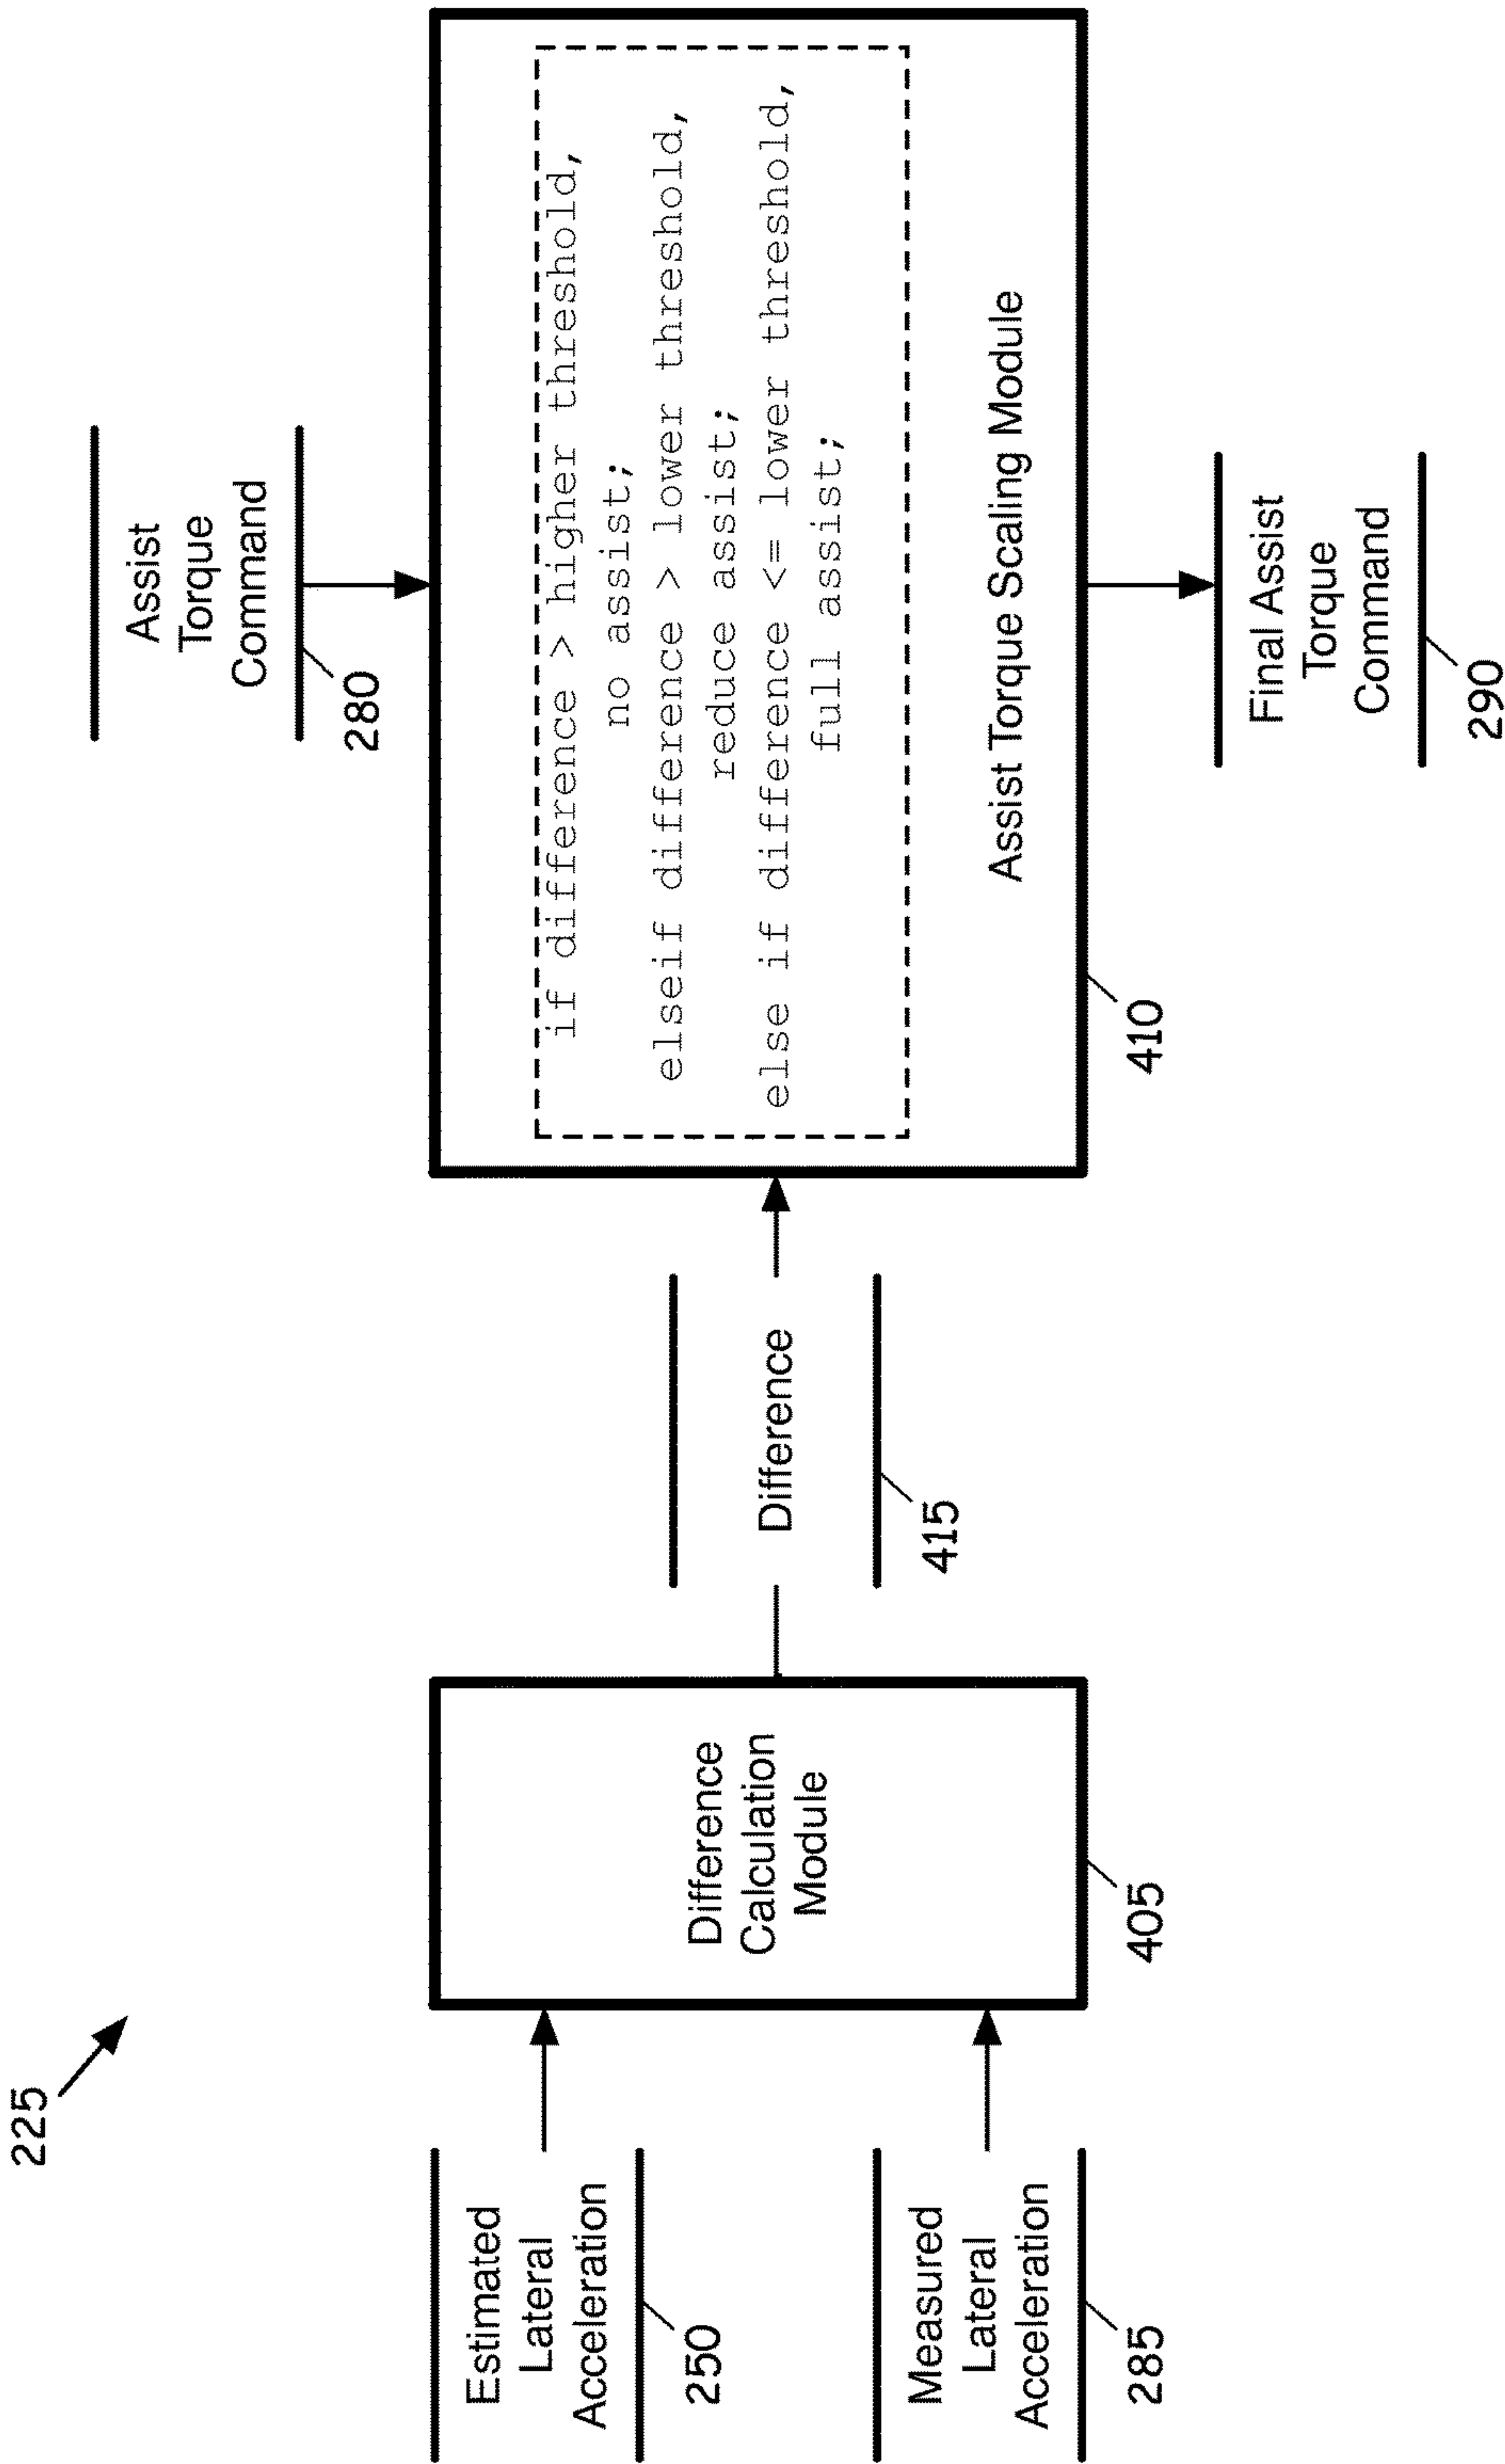 225
Estimated
Lateral
Acceleration
250
Measured
Lateral
Acceleration
285
Difference
Calculation
Module
405
Difference
415
Assist
Torque
Command
280
if difference > higher threshold,
no assist;
elseif difference > lower threshold,
reduce assist;
else if difference <= lower threshold,
full assist;
Assist Torque Scaling Module
410
Final Assist
Torque
Command
290